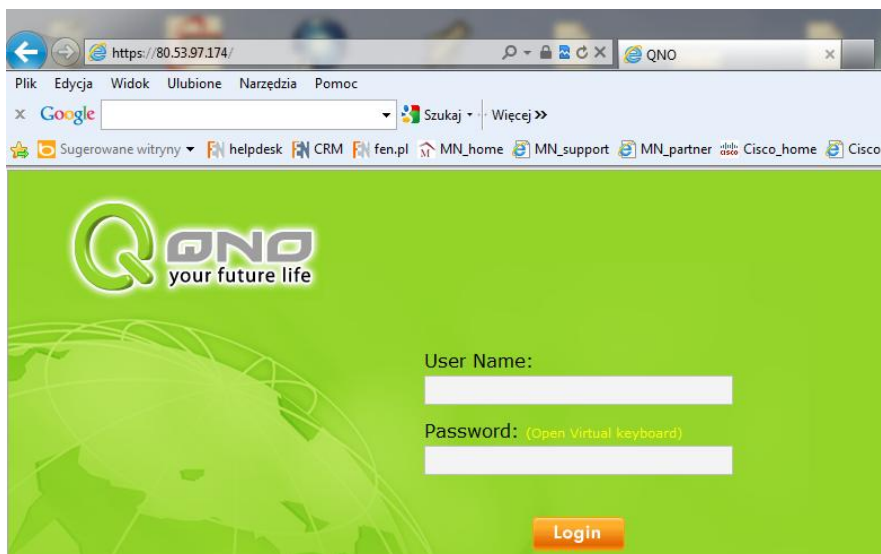 https://80.53.97.174/
QNO
Plik Edycja Widok Ulubione Narzędzia Pomoc
x Google Szukaj Więcej >>
Sugerowane witryny helpdesk CRM fen.pl MN_home MN_support MN_partner Cisco_home Cisco
QNO
your future life
User Name:
Password: (Open Virtual keyboard)
Login